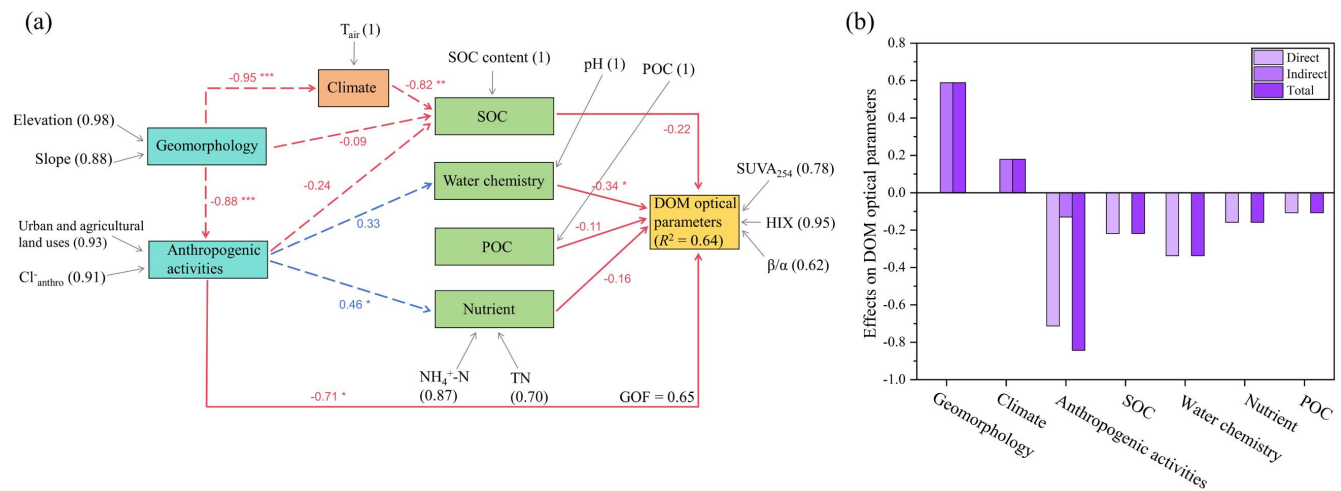 (a)
T_air (1)
SOC content (1)
pH (1)
POC (1)
-0.95 ***
Climate
-0.82 **
SOC
-0.22
Elevation (0.98)
Slope (0.88)
Geomorphology
-0.09
-0.24
-0.88 ***
Water chemistry
-0.34 *
0.33
SUVA₂₅₄ (0.78)
DOM optical
parameters
(R² = 0.64)
HIX (0.95)
β/α (0.62)
Urban and agricultural
land uses (0.93)
Cl⁻_anthro (0.91)
Anthropogenic
activities
POC
-0.11
-0.16
0.46 *
Nutrient
NH₄⁺-N
(0.87)
TN
(0.70)
-0.71 *
GOF = 0.65
(b)
Direct
Indirect
Total
Effects on DOM optical parameters
0.8
0.6
0.4
0.2
0.0
-0.2
-0.4
-0.6
-0.8
-1.0
Geomorphology
Climate
Anthropogenic activities
SOC
Water chemistry
Nutrient
POC